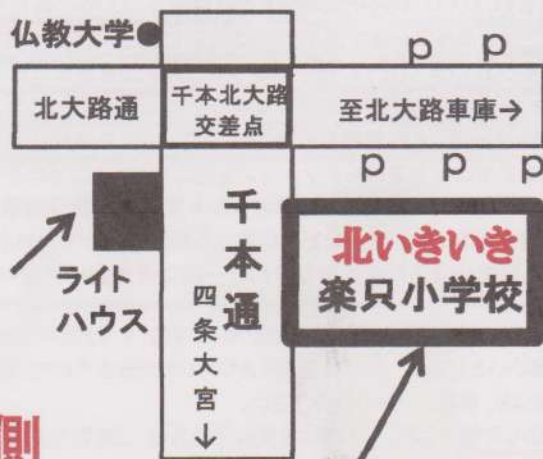 仏教大学●
p p
北大路通
千本北大路
交差点
至北大路車庫→
p p p
ライト
ハウス
千本通
四条大宮↓
北いきいき
楽只小学校
側